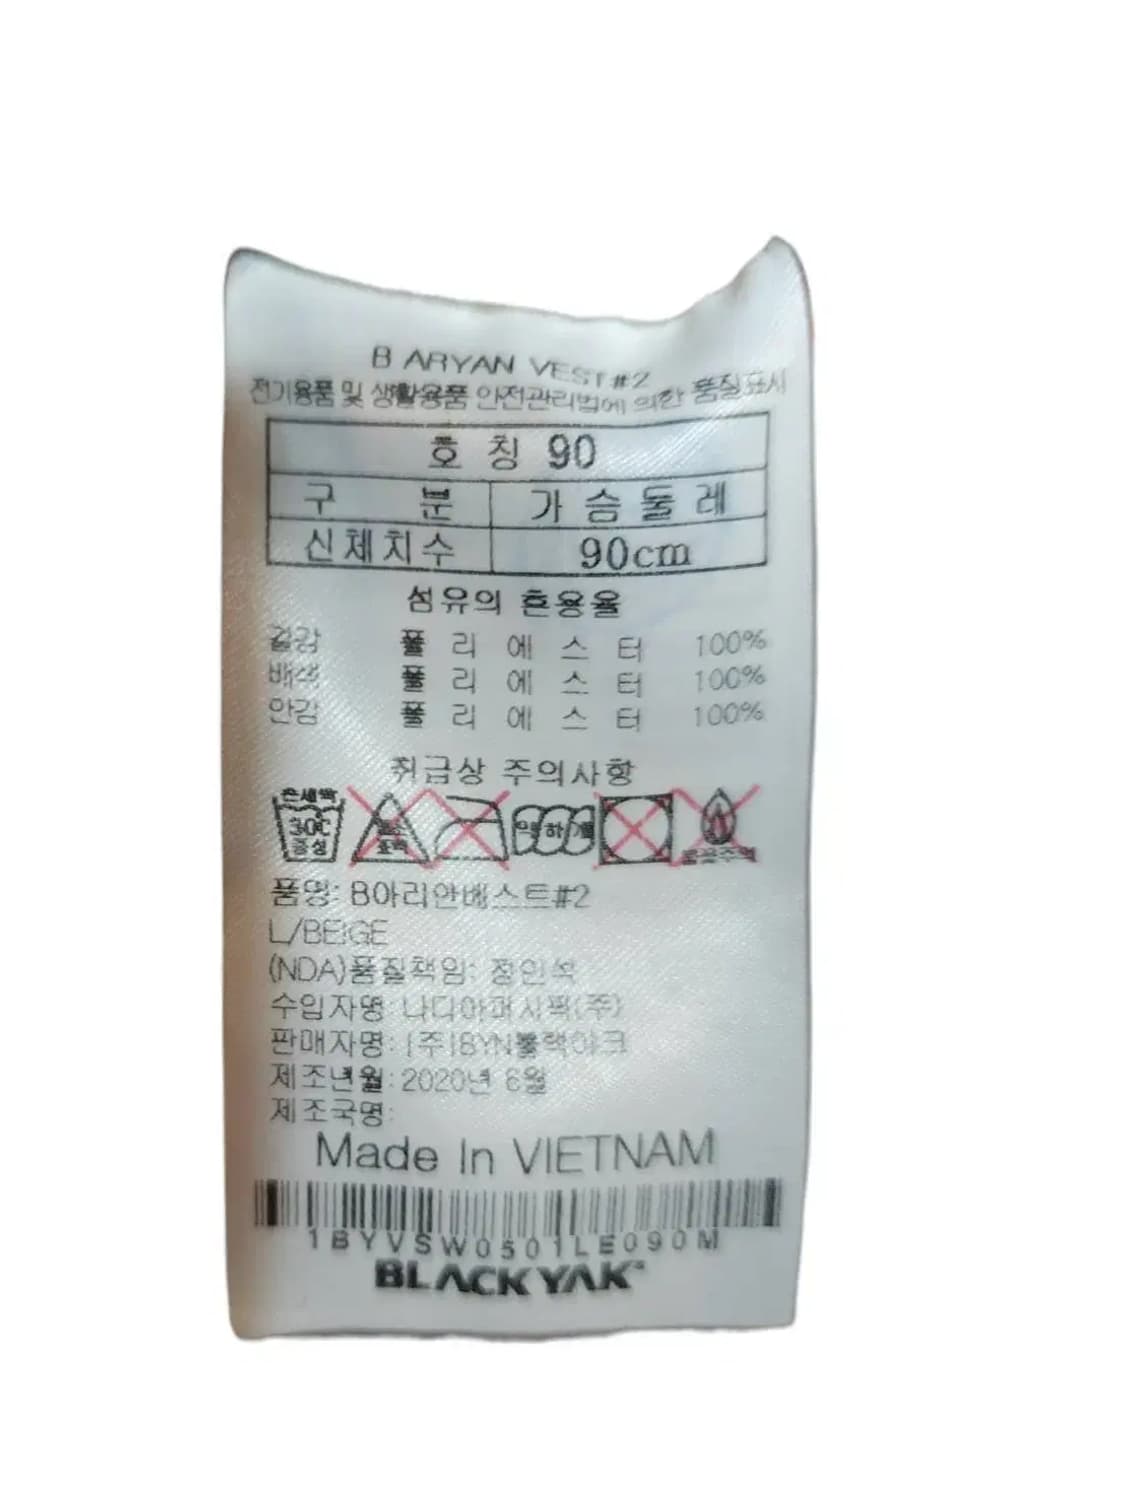 B ARYAN VEST#2
전기용품 및 생활용품 안전관리법에 의한 품질표시
호 칭 90
구 분 가 슴 둘 레
신체치수 90cm
섬유의 혼용율
겉감 폴 리 에 스 터 100%
배색 폴 리 에 스 터 100%
안감 폴 리 에 스 터 100%
취급상 주의사항
손세탁
30℃
중성
약하게
품명: B아리안베스트#2
L/BEIGE
(NDA)품질책임: 정인석
수입자명: 나디아퍼시픽(주)
판매자명: (주)BYN블랙야크
제조년월: 2020년 6월
제조국명:
Made In VIETNAM
1BYVSW0501LE090M
BLACKYAK